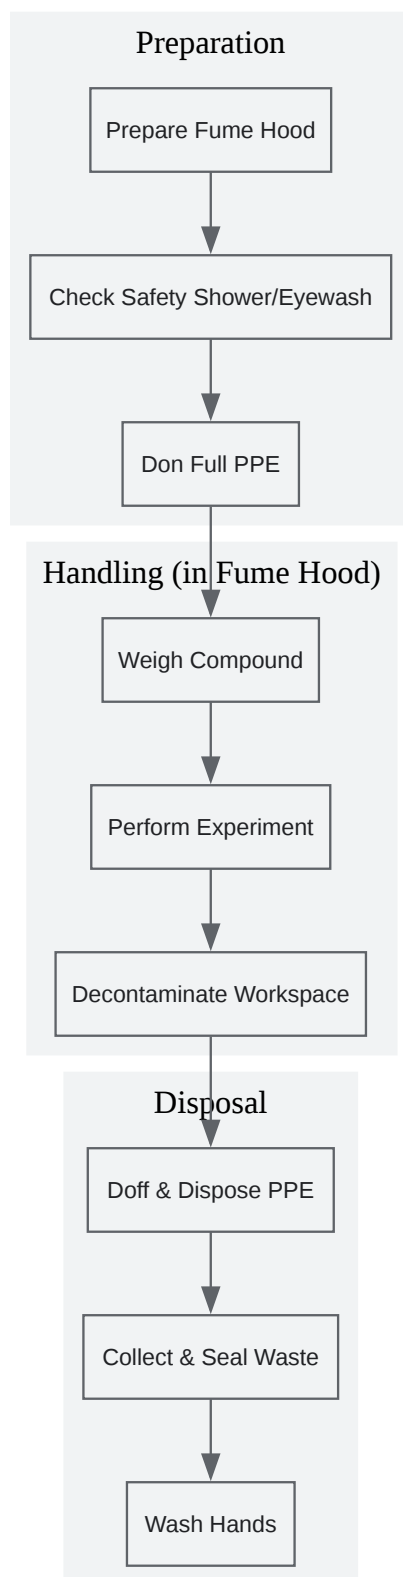 Preparation
Prepare Fume Hood
Check Safety Shower/Eyewash
Don Full PPE
Handling (in Fume Hood)
Weigh Compound
Perform Experiment
Decontaminate Workspace
Disposal
Doff & Dispose PPE
Collect & Seal Waste
Wash Hands